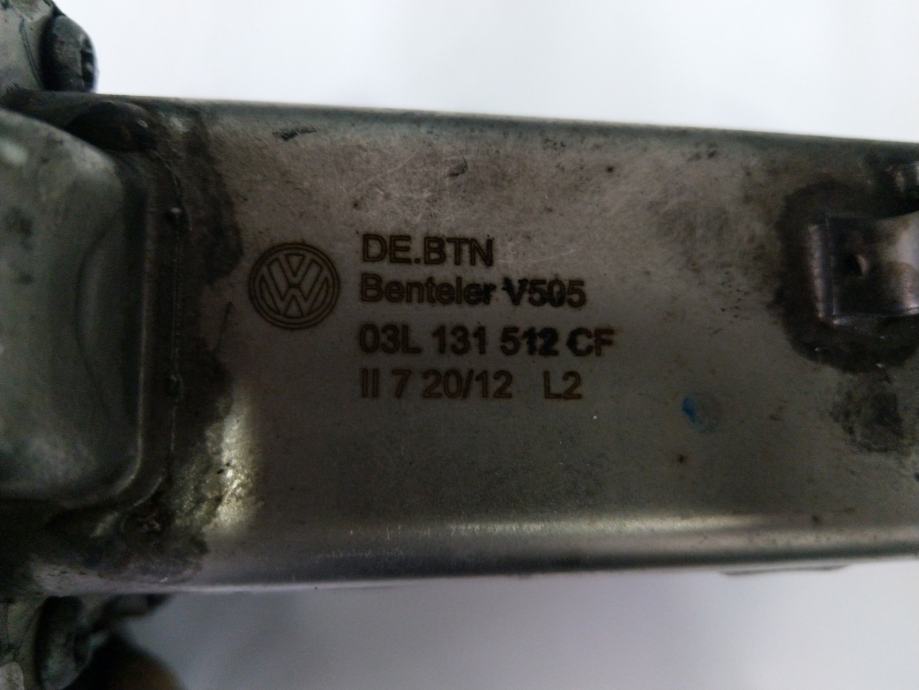 DE.BTN
Benteler V505
03L 131 512 CF
II 7 20/12 L2